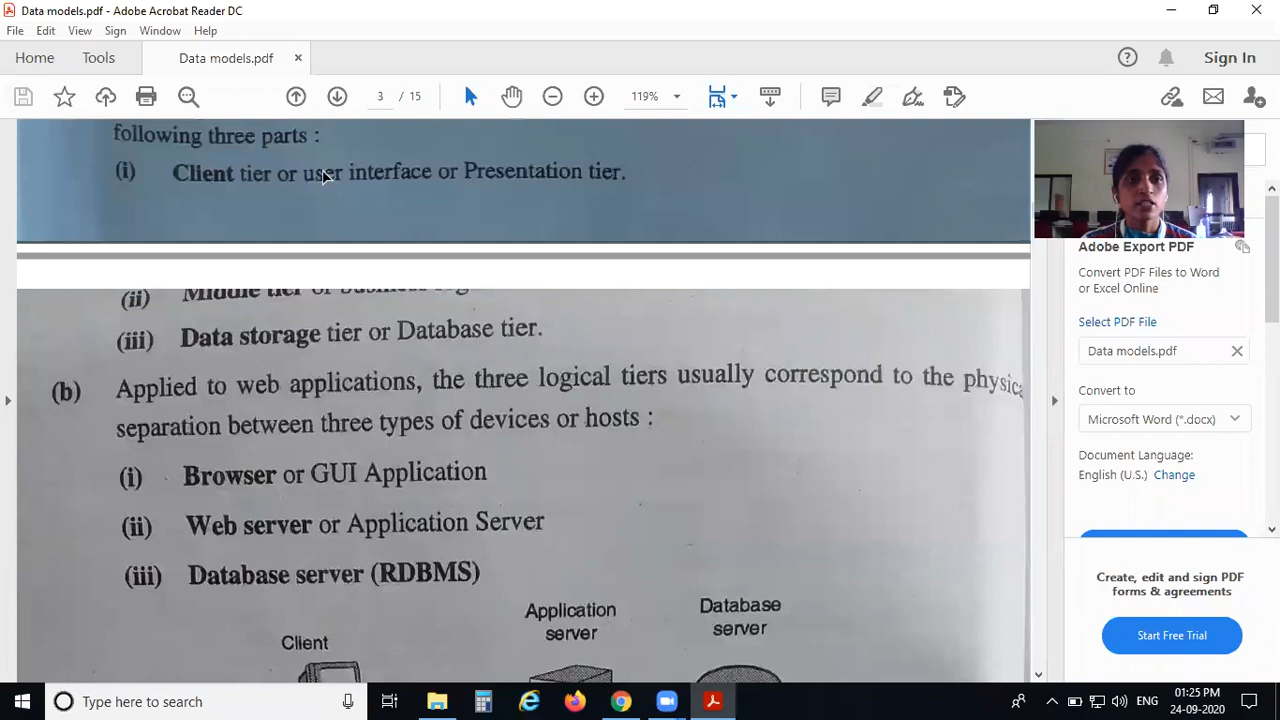 Data models.pdf - Adobe Acrobat Reader DC
File Edit View Sign Window Help
Home Tools Data models.pdf × Sign In
3 / 15 119%
following three parts :
(i) Client tier or user interface or Presentation tier.
(ii) Middle tier or
(iii) Data storage tier or Database tier.
(b) Applied to web applications, the three logical tiers usually correspond to the
separation between three types of devices or hosts :
(i) Browser or GUI Application
(ii) Web server or Application Server
(iii) Database server (RDBMS)
Application
server
Database
server
Client
Adobe Export PDF
Convert PDF Files to Word
or Excel Online
Select PDF File
Data models.pdf
Convert to
Microsoft Word (*.docx)
Document Language:
English (U.S.) Change
Create, edit and sign PDF
forms & agreements
Start Free Trial
Type here to search
ENG
01:25 PM
24-09-2020